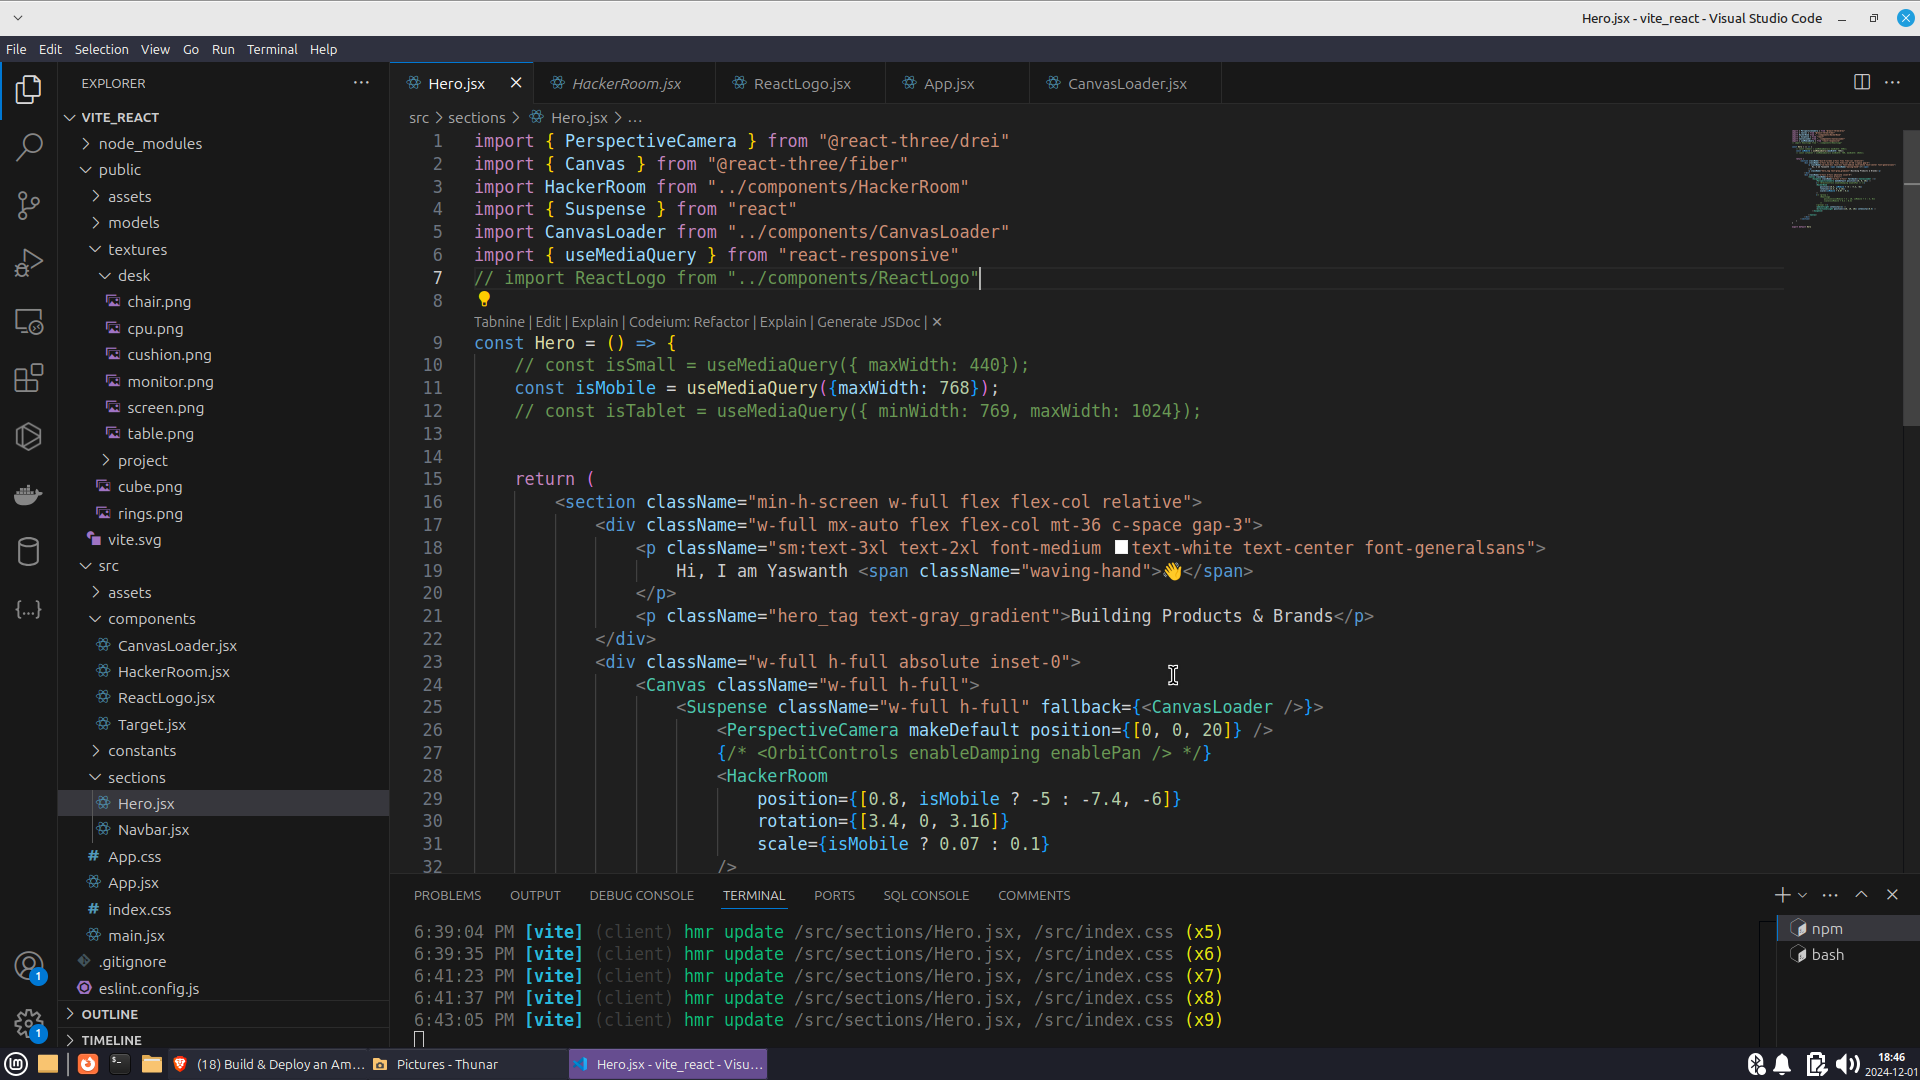 Hero.jsx - vite_react - Visual Studio Code
File Edit Selection View Go Run Terminal Help
EXPLORER
VITE_REACT
node_modules
public
assets
models
textures
desk
chair.png
cpu.png
cushion.png
monitor.png
screen.png
table.png
project
cube.png
rings.png
vite.svg
src
assets
components
CanvasLoader.jsx
HackerRoom.jsx
ReactLogo.jsx
Target.jsx
constants
sections
Hero.jsx
Navbar.jsx
App.css
App.jsx
index.css
main.jsx
.gitignore
eslint.config.js
OUTLINE
TIMELINE
1
1
Hero.jsx HackerRoom.jsx ReactLogo.jsx App.jsx CanvasLoader.jsx
src > sections > Hero.jsx > ...
1 import { PerspectiveCamera } from "@react-three/drei"
2 import { Canvas } from "@react-three/fiber"
3 import HackerRoom from "../components/HackerRoom"
4 import { Suspense } from "react"
5 import CanvasLoader from "../components/CanvasLoader"
6 import { useMediaQuery } from "react-responsive"
7 // import ReactLogo from "../components/ReactLogo"
8
Tabnine | Edit | Explain | Codeium: Refactor | Explain | Generate JSDoc | ✕
9 const Hero = () => {
10 // const isSmall = useMediaQuery({ maxWidth: 440});
11 const isMobile = useMediaQuery({maxWidth: 768});
12 // const isTablet = useMediaQuery({ minWidth: 769, maxWidth: 1024});
13
14
15 return (
16 <section className="min-h-screen w-full flex flex-col relative">
17 <div className="w-full mx-auto flex flex-col mt-36 c-space gap-3">
18 <p className="sm:text-3xl text-2xl font-medium text-white text-center font-generalsans">
19 Hi, I am Yaswanth <span className="waving-hand">👋</span>
20 </p>
21 <p className="hero_tag text-gray_gradient">Building Products & Brands</p>
22 </div>
23 <div className="w-full h-full absolute inset-0">
24 <Canvas className="w-full h-full">
25 <Suspense className="w-full h-full" fallback={<CanvasLoader />}>
26 <PerspectiveCamera makeDefault position={[0, 0, 20]} />
27 {/* <OrbitControls enableDamping enablePan /> */}
28 <HackerRoom
29 position={[0.8, isMobile ? -5 : -7.4, -6]}
30 rotation={[3.4, 0, 3.16]}
31 scale={isMobile ? 0.07 : 0.1}
32 />
PROBLEMS OUTPUT DEBUG CONSOLE TERMINAL PORTS SQL CONSOLE COMMENTS
6:39:04 PM [vite] (client) hmr update /src/sections/Hero.jsx, /src/index.css (x5)
6:39:35 PM [vite] (client) hmr update /src/sections/Hero.jsx, /src/index.css (x6)
6:41:23 PM [vite] (client) hmr update /src/sections/Hero.jsx, /src/index.css (x7)
6:41:37 PM [vite] (client) hmr update /src/sections/Hero.jsx, /src/index.css (x8)
6:43:05 PM [vite] (client) hmr update /src/sections/Hero.jsx, /src/index.css (x9)
npm
bash
(18) Build & Deploy an Am... Pictures - Thunar Hero.jsx - vite_react - Visu...
18:46
2024-12-01